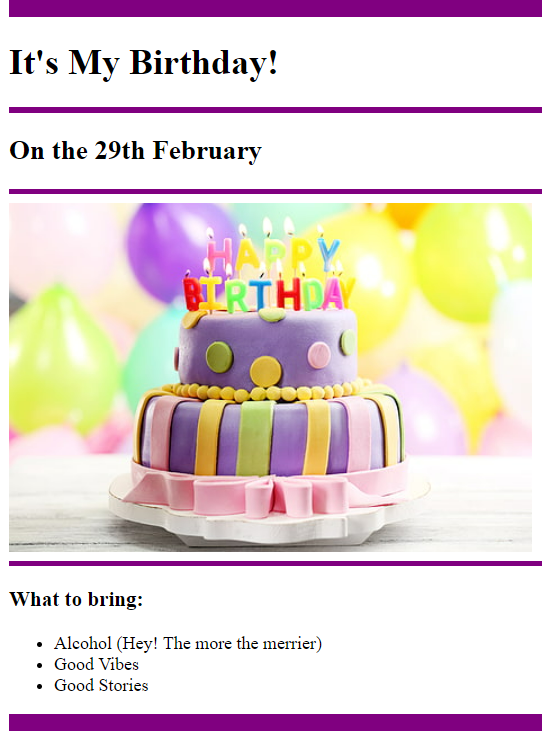 It's My Birthday!
On the 29th February
HAPPY
BIRTHDAY
What to bring:
Alcohol (Hey! The more the merrier)
Good Vibes
Good Stories